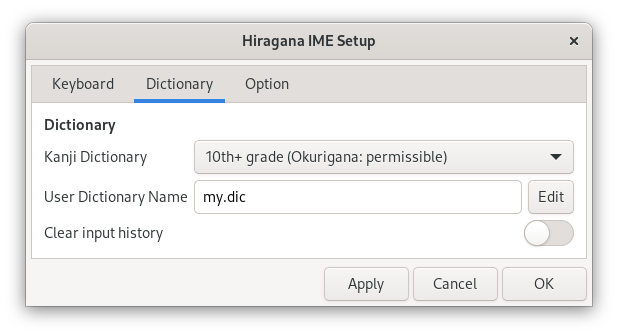 Hiragana IME Setup
Keyboard Dictionary Option
Dictionary
Kanji Dictionary 10th+ grade (Okurigana: permissible)
User Dictionary Name my.dic Edit
Clear input history
Apply Cancel OK